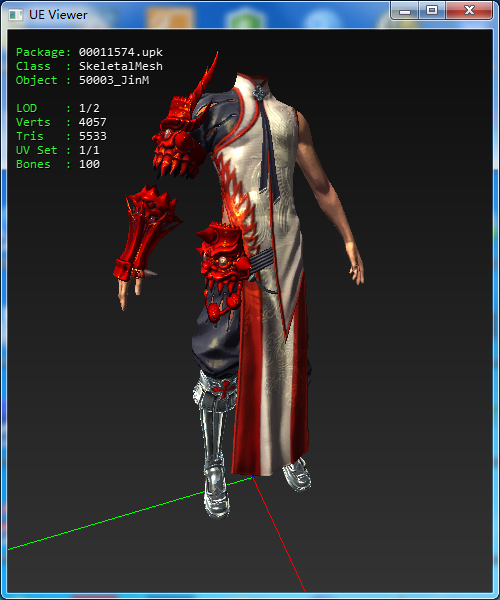 UE Viewer
Package: 00011574.upk
Class : SkeletalMesh
Object : 50003_JinM
LOD : 1/2
Verts : 4057
Tris : 5533
UV Set : 1/1
Bones : 100